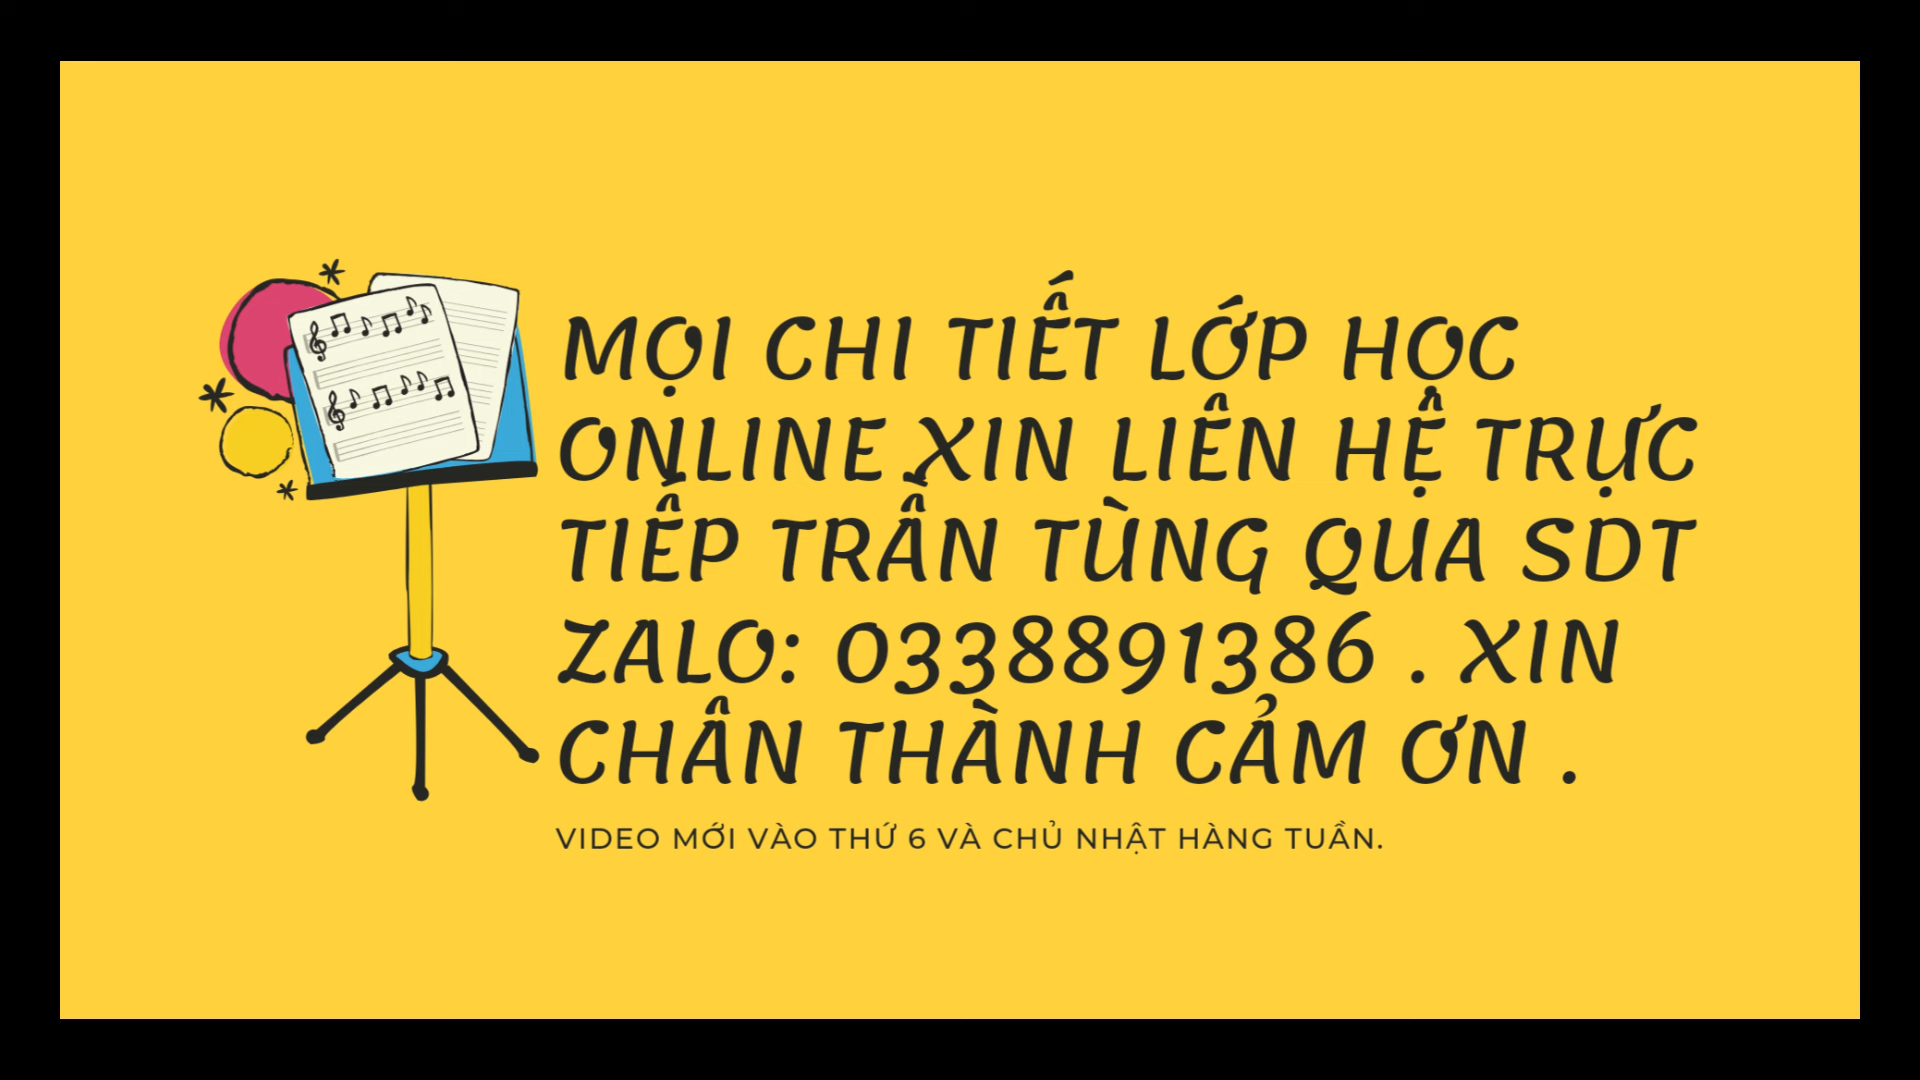 MỌI CHI TIẾT LỚP HỌC
ONLINE XIN LIÊN HỆ TRỰC
TIẾP TRẦN TÙNG QUA SDT
ZALO: 0338891386 . XIN
CHÂN THÀNH CẢM ƠN .
VIDEO MỚI VÀO THỨ 6 VÀ CHỦ NHẬT HÀNG TUẦN.